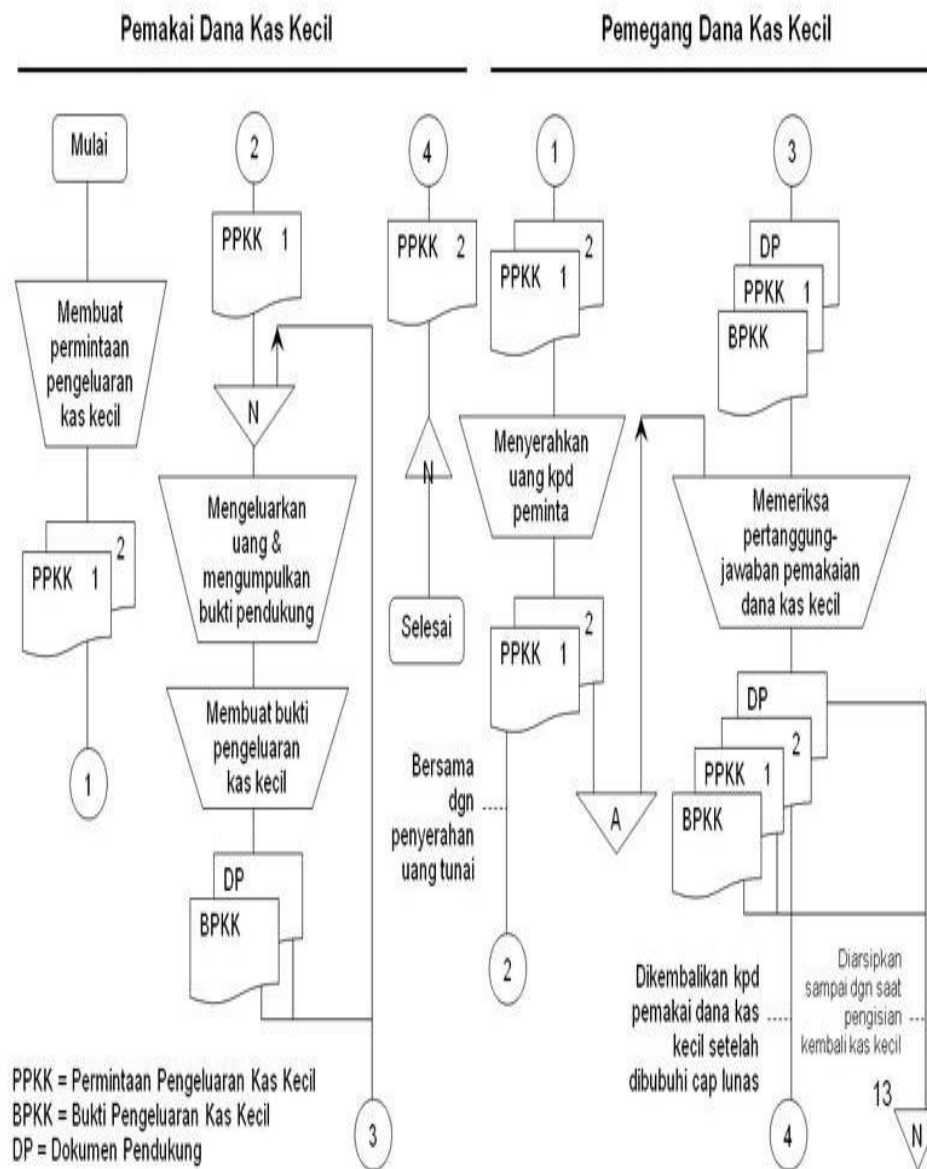 Pemakai Dana Kas Kecil
Mulai
Membuat
permintaan
pengeluaran
kas kecil
2
PPKK 1
1
2
PPKK 1
N
Mengeluarkan
uang &
mengumpulkan
bukti pendukung
Membuat bukti
pengeluaran
kas kecil
DP
BPKK
3
4
PPKK 2
N
Selesai
Pemegang Dana Kas Kecil
1
2
PPKK 1
Menyerahkan
uang kpd
peminta
2
PPKK 1
Bersama
dgn
penyerahan
uang tunai
2
A
3
DP
PPKK 1
BPKK
Memeriksa
pertanggung-
jawaban pemakaian
dana kas kecil
DP
2
PPKK 1
BPKK
Dikembalikan kpd
pemakai dana kas
kecil setelah
dibubuhi cap lunas
4
Diarsipkan
sampai dgn saat
pengisian
kembali kas kecil
13
N
PPKK = Permintaan Pengeluaran Kas Kecil
BPKK = Bukti Pengeluaran Kas Kecil
DP = Dokumen Pendukung